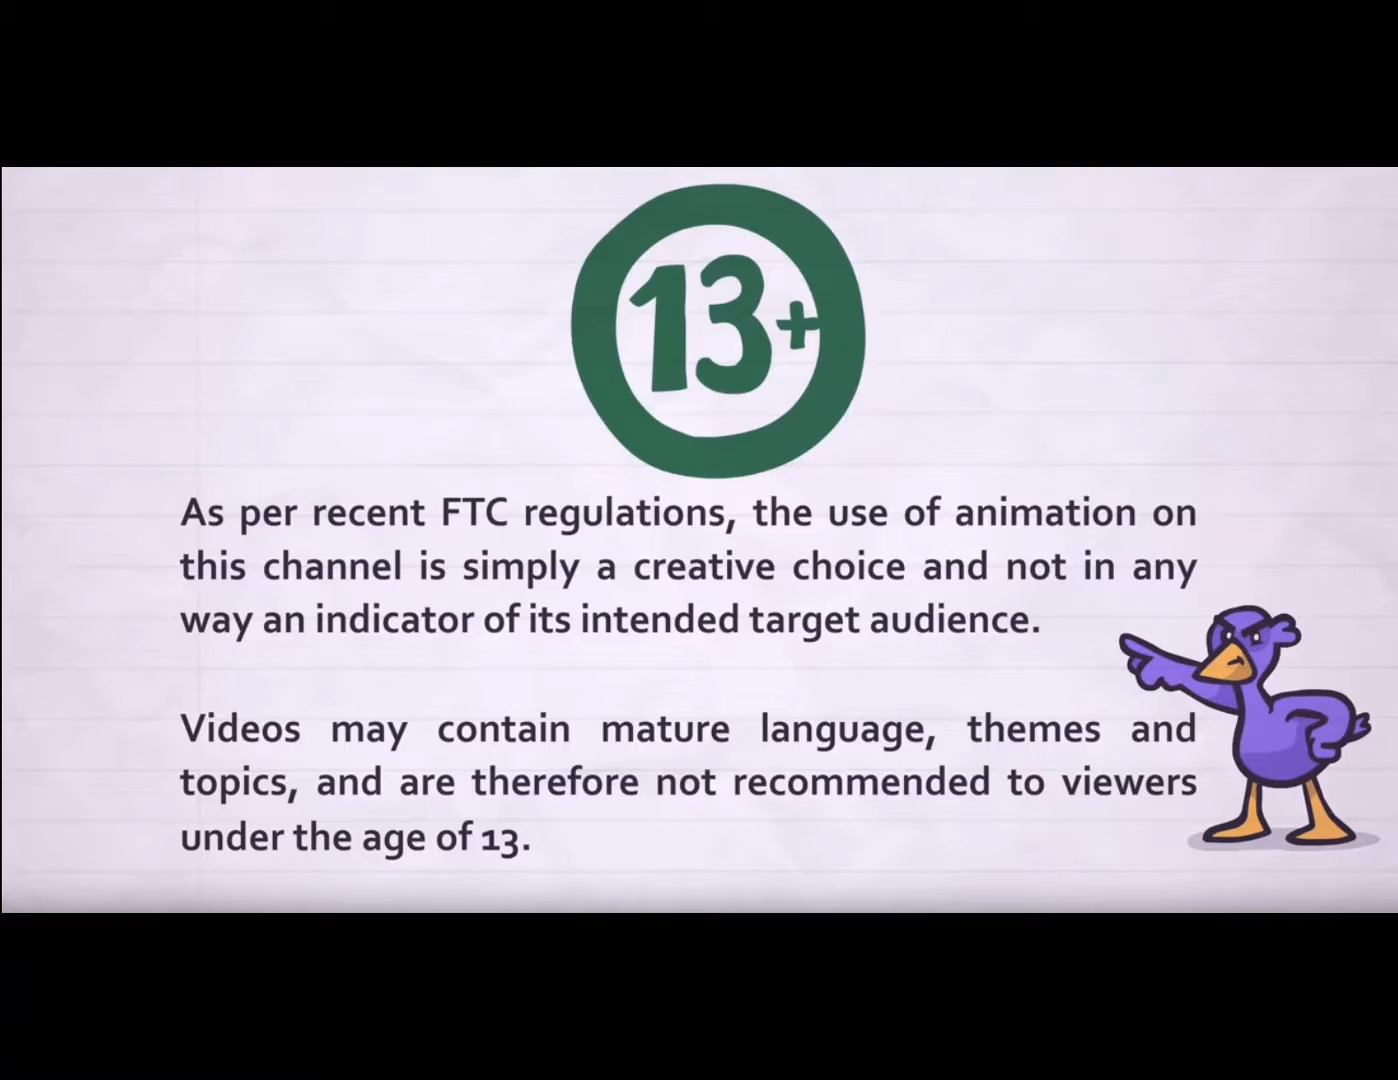 13+
As per recent FTC regulations, the use of animation on
this channel is simply a creative choice and not in any
way an indicator of its intended target audience.
Videos may contain mature language, themes and
topics, and are therefore not recommended to viewers
under the age of 13.